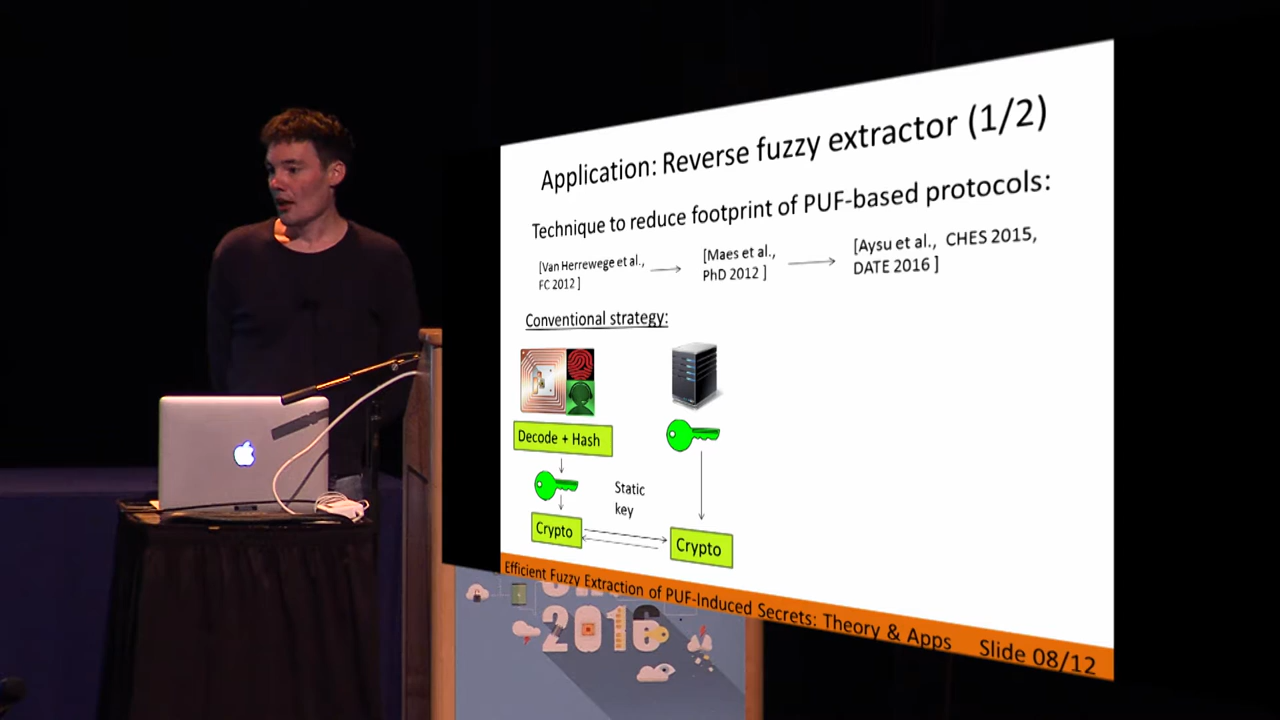 Application: Reverse fuzzy extractor (1/2)
Technique to reduce footprint of PUF-based protocols:
[Van Herrewege et al.,
FC 2012 ]
[Maes et al.,
PhD 2012 ]
[Aysu et al., CHES 2015,
DATE 2016 ]
Conventional strategy:
Decode + Hash
Static
key
Crypto
Crypto
Efficient Fuzzy Extraction of PUF-Induced Secrets: Theory & Apps
Slide 08/12
2016